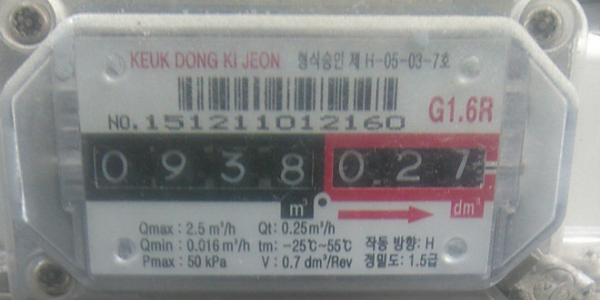 KEUK DONG KI JEON 형식승인 제 H-05-03-7호
G1.6R
NO.151211012160
0938 027
m³ dm³
Qmax : 2.5 m³/h Qt: 0.25m³/h
Qmin : 0.016 m³/h tm: -25℃~55℃ 작동 방향: H
Pmax : 50 kPa V : 0.7 dm³/Rev 정밀도: 1.5급